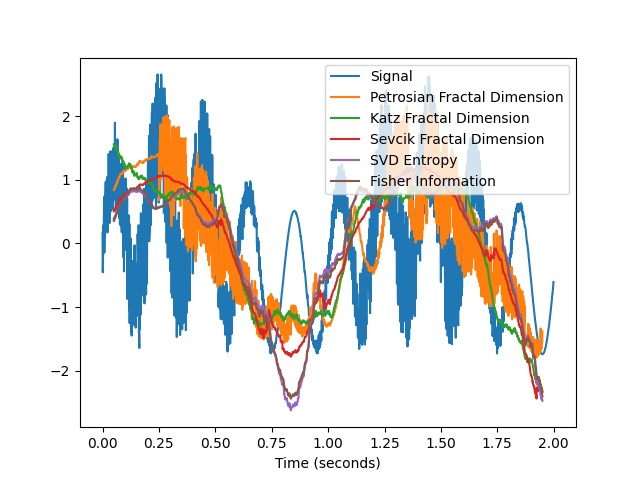 Signal
Petrosian Fractal Dimension
Katz Fractal Dimension
Sevcik Fractal Dimension
SVD Entropy
Fisher Information
2
1
0
−1
−2
0.00 0.25 0.50 0.75 1.00 1.25 1.50 1.75 2.00
Time (seconds)